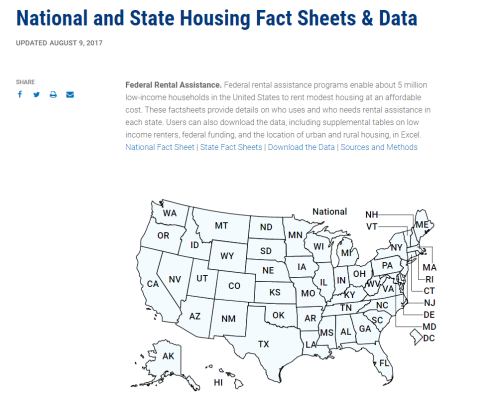 National and State Housing Fact Sheets & Data
UPDATED AUGUST 9, 2017
SHARE
Federal Rental Assistance. Federal rental assistance programs enable about 5 million
low-income households in the United States to rent modest housing at an affordable
cost. These factsheets provide details on who uses and who needs rental assistance in
each state. Users can also download the data, including supplemental tables on low
income renters, federal funding, and the location of urban and rural housing, in Excel.
National Fact Sheet | State Fact Sheets | Download the Data | Sources and Methods
National
NH
WA
VT
ME
MT
ND
OR
MN
ID
SD
WI
MI
NY
WY
IA
PA
MA
NE
OH
RI
NV
UT
IL
IN
CA
CO
WV
VA
CT
KS
MO
KY
NJ
TN
NC
DE
OK
AR
SC
AZ
NM
MD
MS
AL
GA
DC
TX
LA
AK
FL
HI